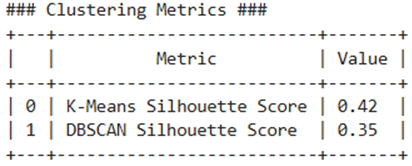 ### Clustering Metrics ###
+---+---------------------------+-------+
|   |          Metric           | Value |
+---+---------------------------+-------+
| 0 | K-Means Silhouette Score | 0.42  |
| 1 | DBSCAN Silhouette Score  | 0.35  |
+---+---------------------------+-------+